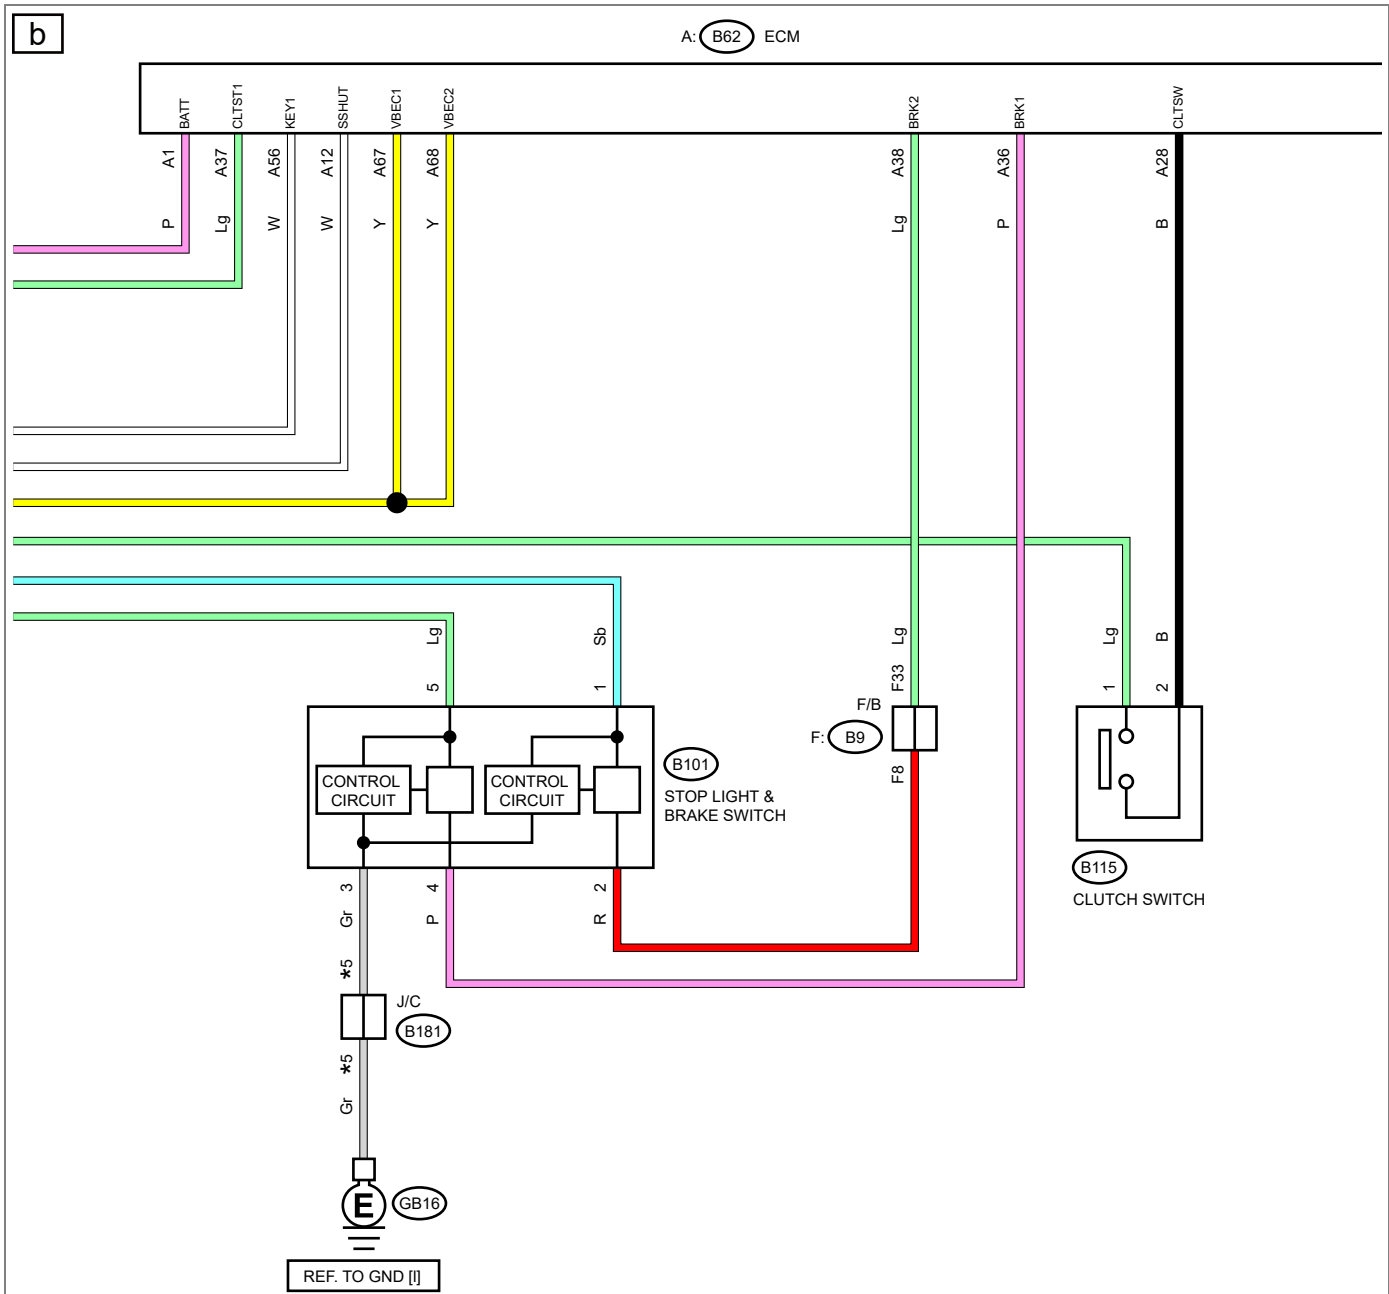 b
A: B62 ECM
BATT
CLTST1
KEY1
SSHUT
VBEC1
VBEC2
BRK2
BRK1
CLTSW
A1
A37
A56
A12
A67
A68
A38
A36
A28
P
Lg
W
W
Y
Y
Lg
P
B
Lg
Sb
Lg
Lg
B
5
1
F33
1
2
F/B
F: B9
F8
CONTROL
CIRCUIT
CONTROL
CIRCUIT
B101
STOP LIGHT &
BRAKE SWITCH
B115
CLUTCH SWITCH
3
4
2
Gr
P
R
*5
J/C
B181
*5
Gr
E
GB16
REF. TO GND [I]